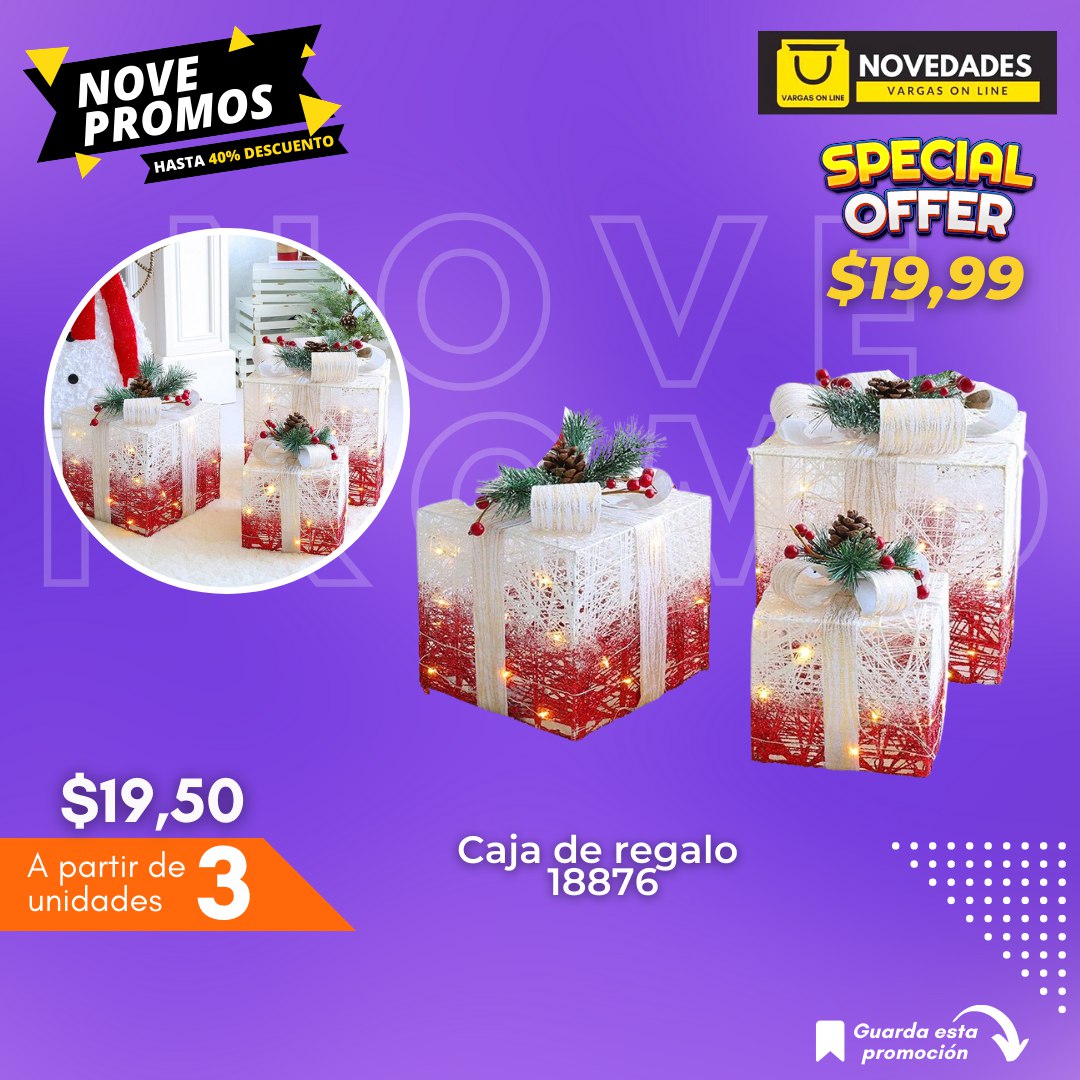 NOVE
PROMOS
HASTA 40% DESCUENTO
VARGAS ON LINE
NOVEDADES
VARGAS ON LINE
SPECIAL
OFFER
$19,99
NOVE
PROMO
$19,50
A partir de 3
unidades
Caja de regalo
18876
Guarda esta
promoción